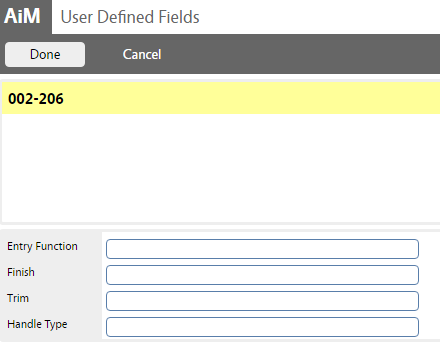 AiM User Defined Fields
Done Cancel
002-206
Entry Function
Finish
Trim
Handle Type